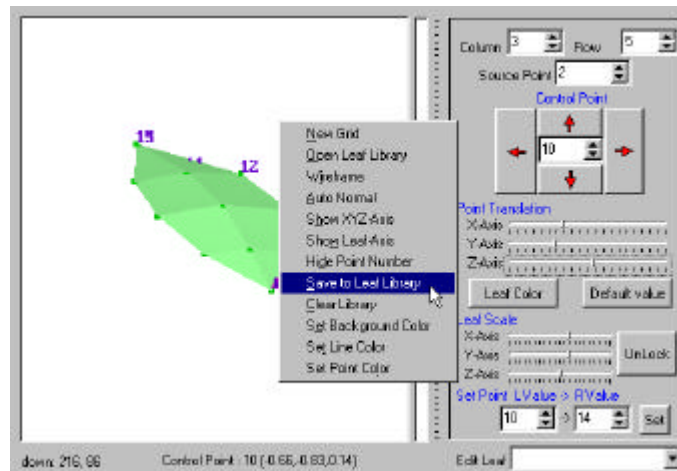 Column 3 Row 5
Source Point 2
Control Point
10
15
12
New Grid
Open Leaf Library
Wireframe
Auto Normal
Show XYZ-Axis
Show Leaf-Axis
Hide Point Number
Save to Leaf Library
Clear Library
Set Background Color
Set Line Color
Set Point Color
Point Translation
X-Axis
Y-Axis
Z-Axis
Leaf Color Default value
Leaf Scale
X-Axis
Y-Axis
Z-Axis
UnLock
Set Point LValue -> RValue
10 -> 14 Set
down: 216, 86 Control Point : 10 (-0.66,-0.83,0.14) Edit Leaf